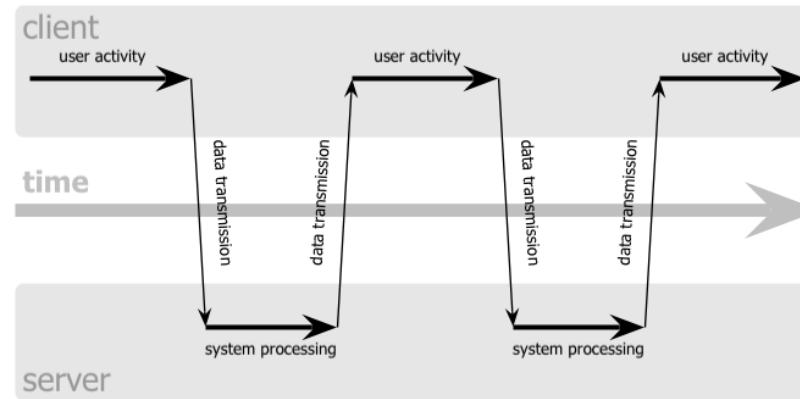 client
user activity
user activity
user activity
data transmission
data transmission
data transmission
data transmission
time
system processing
system processing
server